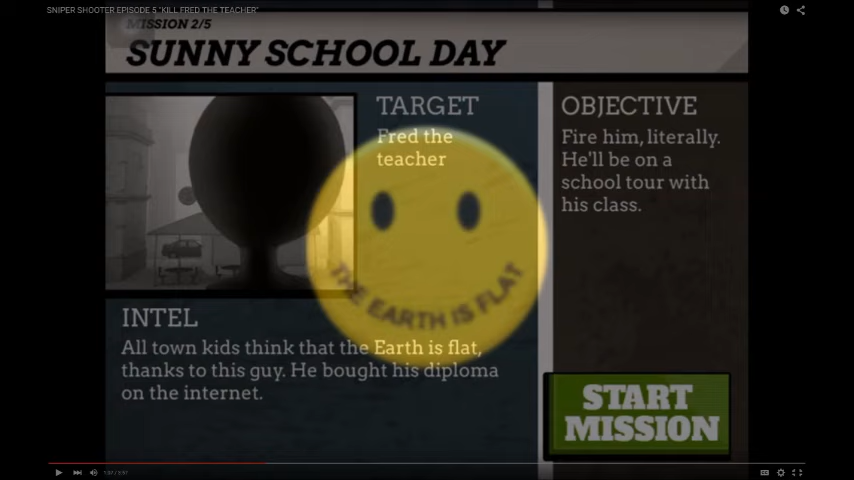 SNIPER SHOOTER EPISODE 5 "KILL FRED THE TEACHER"
MISSION 2/5
SUNNY SCHOOL DAY
TARGET
Fred the
teacher
OBJECTIVE
Fire him, literally.
He'll be on a
school tour with
his class.
THE EARTH IS FLAT
INTEL
All town kids think that the Earth is flat,
thanks to this guy. He bought his diploma
on the internet.
START
MISSION